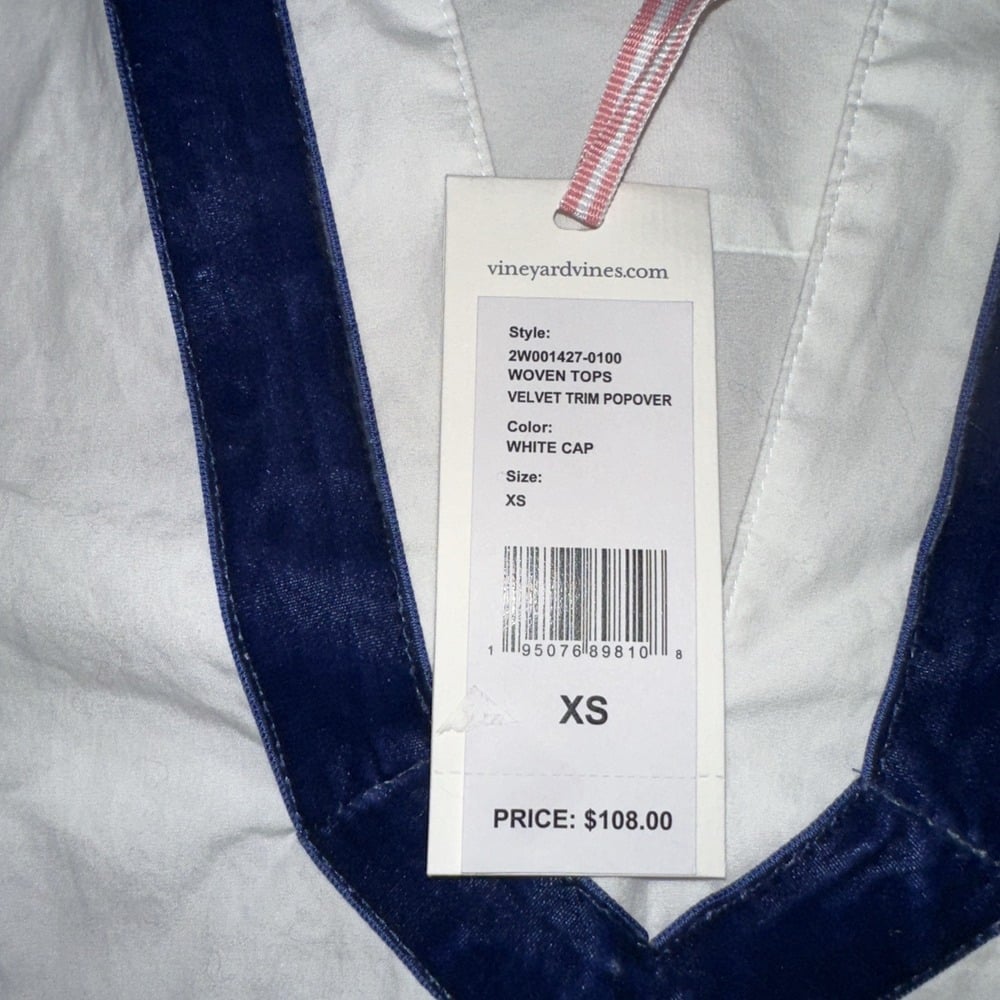 vineyardvines.com
Style:
2W001427-0100
WOVEN TOPS
VELVET TRIM POPOVER
Color:
WHITE CAP
Size:
XS
1 95076 89810 8
XS
PRICE: $108.00